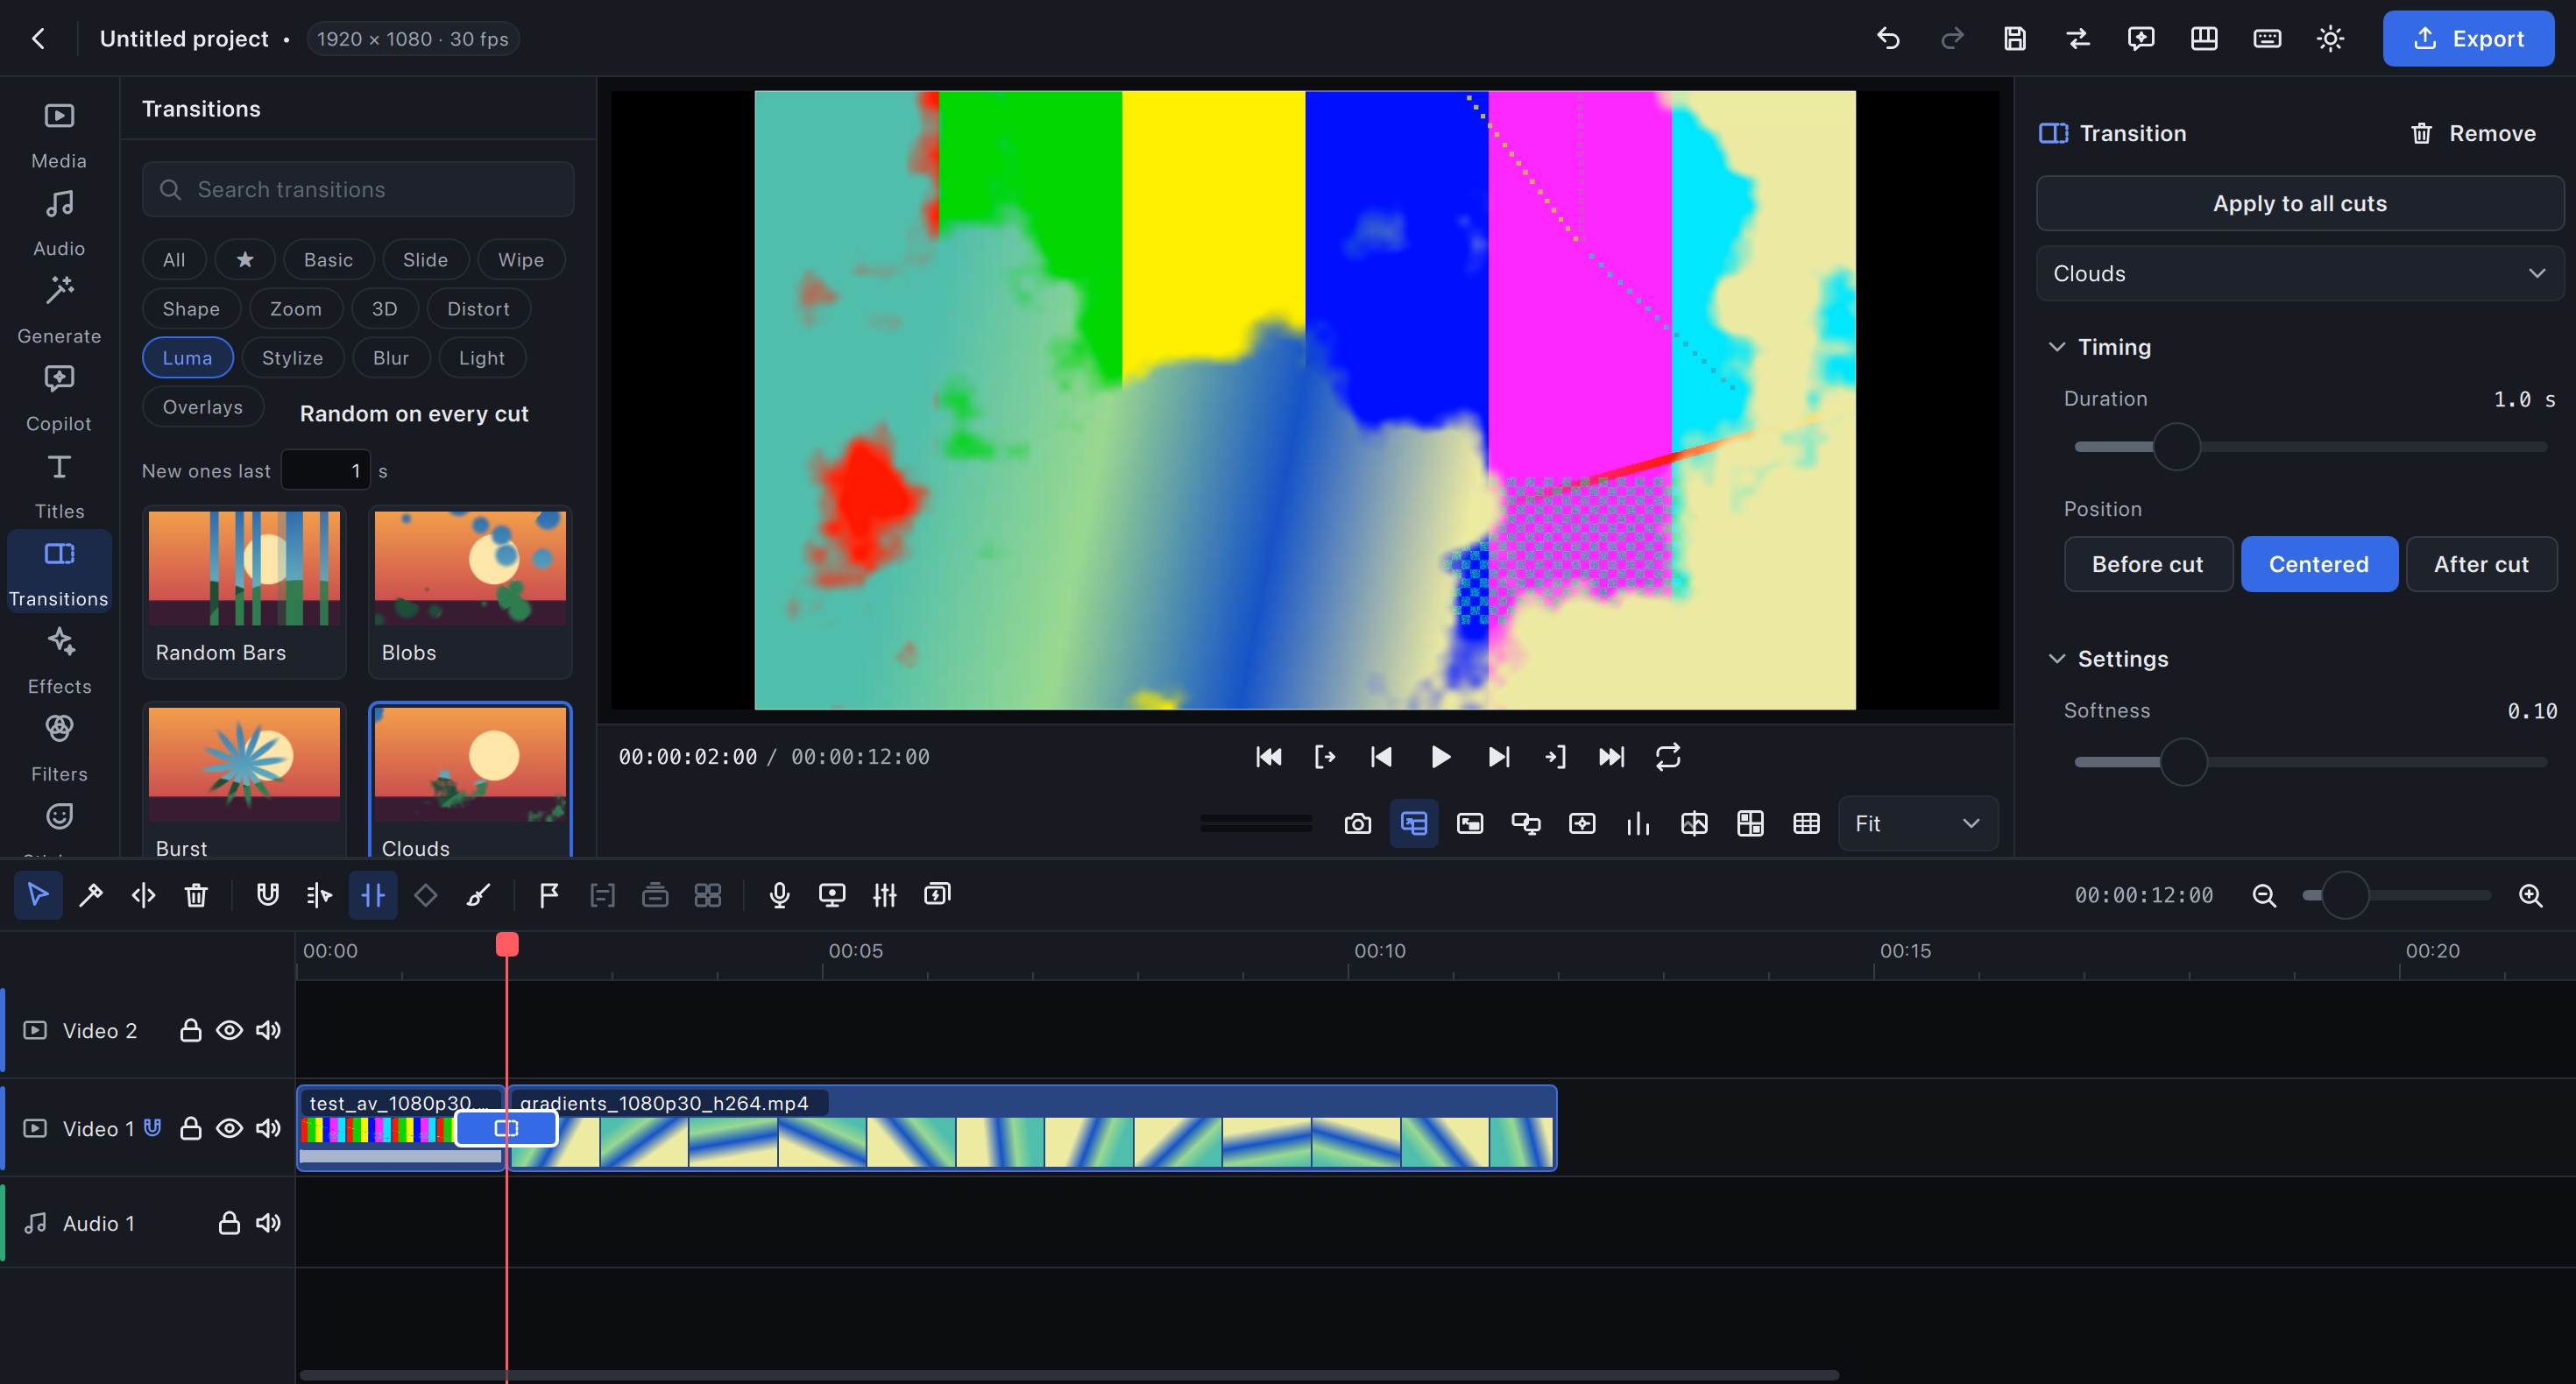 Untitled project • 1920 × 1080 · 30 fps
Export
Media
Audio
Generate
Copilot
Titles
Transitions
Effects
Filters
Transitions
Search transitions
All ★ Basic Slide Wipe
Shape Zoom 3D Distort
Luma Stylize Blur Light
Overlays Random on every cut
New ones last 1 s
Random Bars
Blobs
Burst
Clouds
00:00:02:00 / 00:00:12:00
Fit
Transition
Remove
Apply to all cuts
Clouds
Timing
Duration 1.0 s
Position
Before cut Centered After cut
Settings
Softness 0.10
00:00:12:00
00:00 00:05 00:10 00:15 00:20
Video 2
Video 1
test_av_1080p30.… gradients_1080p30_h264.mp4
Audio 1